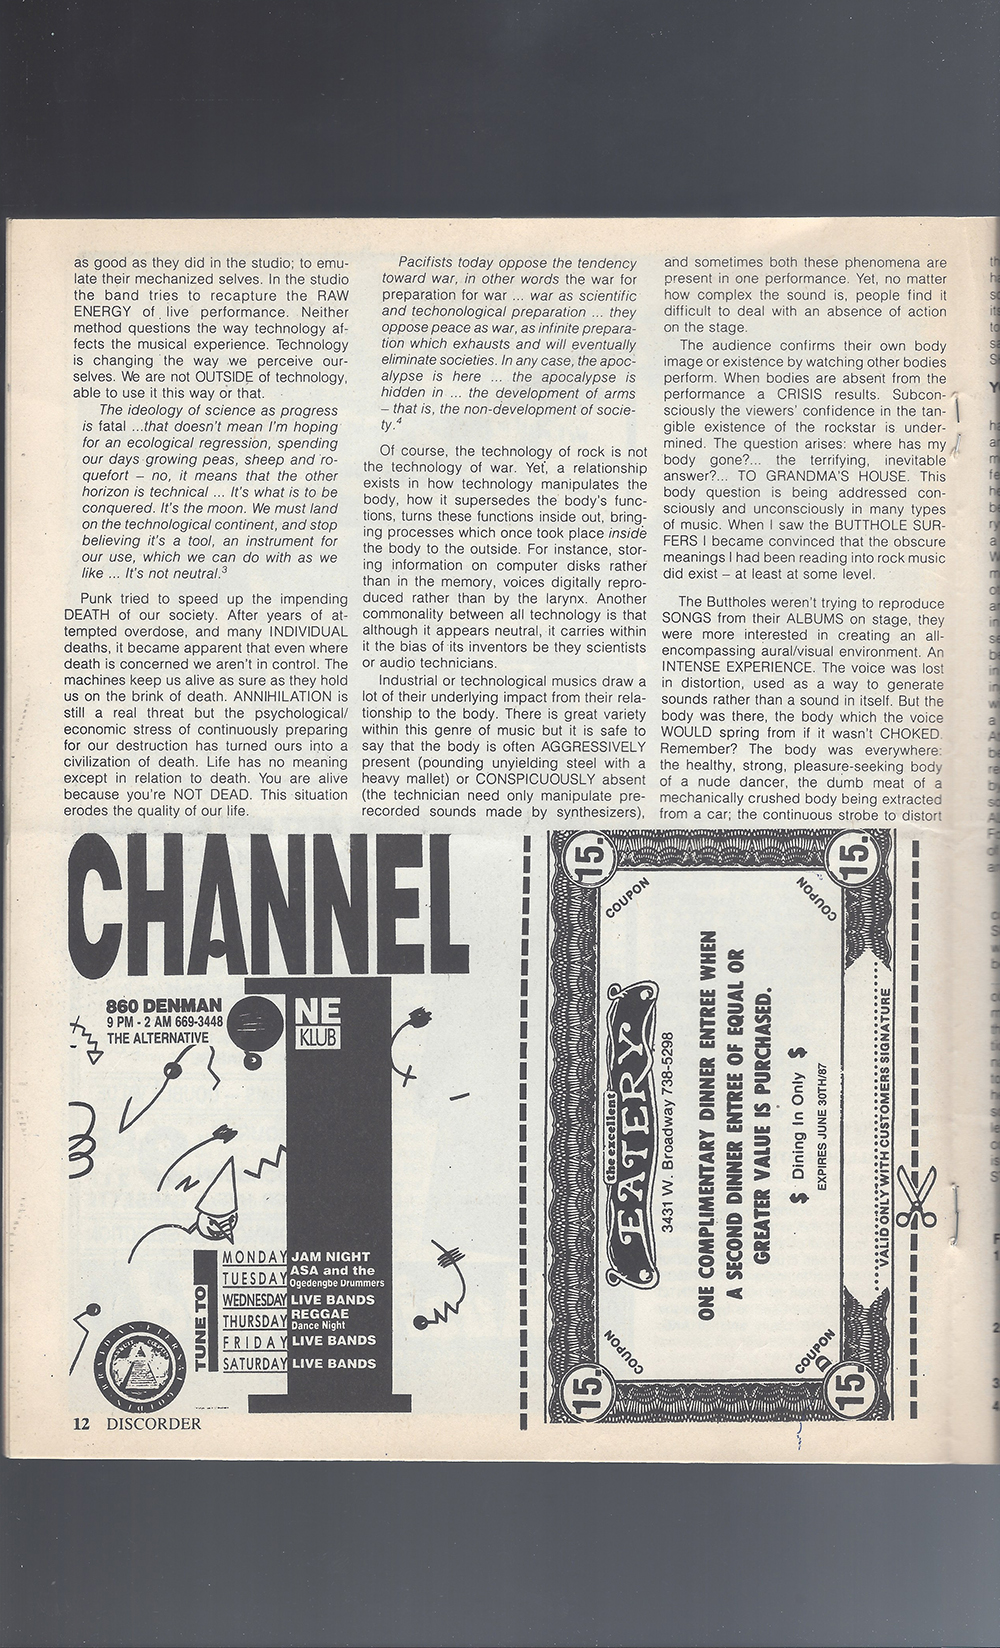 as good as they did in the studio; to emu-
late their mechanized selves. In the studio
the band tries to recapture the RAW
ENERGY of live performance. Neither
method questions the way technology af-
fects the musical experience. Technology
is changing the way we perceive our-
selves. We are not OUTSIDE of technology,
able to use it this way or that.
The ideology of science as progress
is fatal ...that doesn't mean I'm hoping
for an ecological regression, spending
our days growing peas, sheep and ro-
quefort – no, it means that the other
horizon is technical ... It's what is to be
conquered. It's the moon. We must land
on the technological continent, and stop
believing it's a tool, an instrument for
our use, which we can do with as we
like ... It's not neutral.3
Punk tried to speed up the impending
DEATH of our society. After years of at-
tempted overdose, and many INDIVIDUAL
deaths, it became apparent that even where
death is concerned we aren't in control. The
machines keep us alive as sure as they hold
us on the brink of death. ANNIHILATION is
still a real threat but the psychological/
economic stress of continuously preparing
for our destruction has turned ours into a
civilization of death. Life has no meaning
except in relation to death. You are alive
because you're NOT DEAD. This situation
erodes the quality of our life.
Pacifists today oppose the tendency
toward war, in other words the war for
preparation for war ... war as scientific
and techonological preparation ... they
oppose peace as war, as infinite prepara-
tion which exhausts and will eventually
eliminate societies. In any case, the apoc-
alypse is here ... the apocalypse is
hidden in ... the development of arms
– that is, the non-development of socie-
ty.4
Of course, the technology of rock is not
the technology of war. Yet, a relationship
exists in how technology manipulates the
body, how it supersedes the body's func-
tions, turns these functions inside out, bring-
ing processes which once took place inside
the body to the outside. For instance, stor-
ing information on computer disks rather
than in the memory, voices digitally repro-
duced rather than by the larynx. Another
commonality between all technology is that
although it appears neutral, it carries within
it the bias of its inventors be they scientists
or audio technicians.
Industrial or technological musics draw a
lot of their underlying impact from their rela-
tionship to the body. There is great variety
within this genre of music but it is safe to
say that the body is often AGGRESSIVELY
present (pounding unyielding steel with a
heavy mallet) or CONSPICUOUSLY absent
(the technician need only manipulate pre-
recorded sounds made by synthesizers),
and sometimes both these phenomena are
present in one performance. Yet, no matter
how complex the sound is, people find it
difficult to deal with an absence of action
on the stage.
The audience confirms their own body
image or existence by watching other bodies
perform. When bodies are absent from the
performance a CRISIS results. Subcon-
sciously the viewers' confidence in the tan-
gible existence of the rockstar is under-
mined. The question arises: where has my
body gone?... the terrifying, inevitable
answer?... TO GRANDMA'S HOUSE. This
body question is being addressed con-
sciously and unconsciously in many types
of music. When I saw the BUTTHOLE SUR-
FERS I became convinced that the obscure
meanings I had been reading into rock music
did exist – at least at some level.
The Buttholes weren't trying to reproduce
SONGS from their ALBUMS on stage, they
were more interested in creating an all-
encompassing aural/visual environment. An
INTENSE EXPERIENCE. The voice was lost
in distortion, used as a way to generate
sounds rather than a sound in itself. But the
body was there, the body which the voice
WOULD spring from if it wasn't CHOKED.
Remember? The body was everywhere:
the healthy, strong, pleasure-seeking body
of a nude dancer, the dumb meat of a
mechanically crushed body being extracted
from a car; the continuous strobe to distort
CHANNEL
860 DENMAN
9 PM - 2 AM 669-3448
THE ALTERNATIVE
NE
KLUB
TUNE TO
MONDAY JAM NIGHT
TUESDAY ASA and the
Ogedengbe Drummers
WEDNESDAY LIVE BANDS
THURSDAY REGGAE
Dance Night
FRIDAY LIVE BANDS
SATURDAY LIVE BANDS
15.
15.
15.
15.
COUPON
COUPON
COUPON
COUPON
the excellent
EATERY
3431 W. Broadway 738-5298
ONE COMPLIMENTARY DINNER ENTREE WHEN
A SECOND DINNER ENTREE OF EQUAL OR
GREATER VALUE IS PURCHASED.
$ Dining In Only $
EXPIRES JUNE 30TH/87
VALID ONLY WITH CUSTOMERS SIGNATURE
D
12 DISCORDER